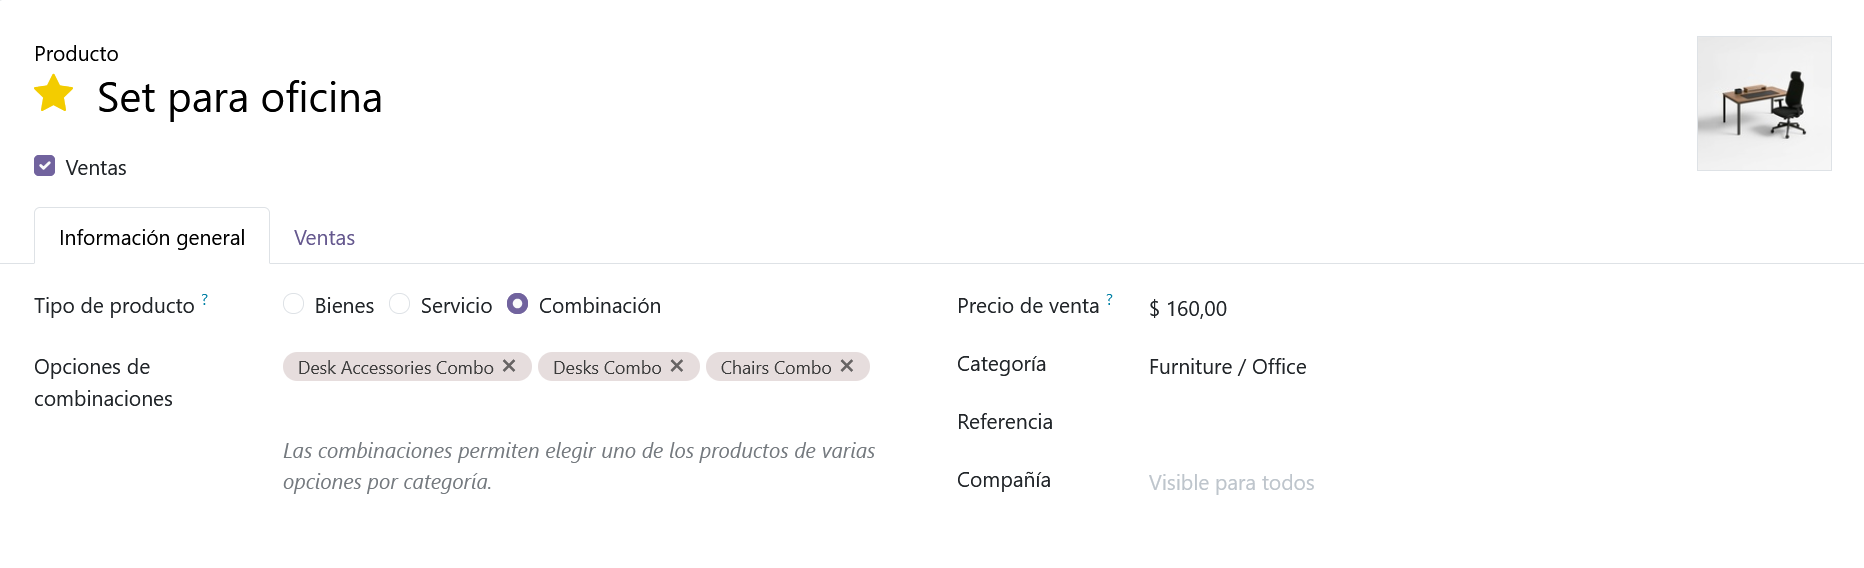 Producto
Set para oficina
Ventas
Información general
Ventas
Tipo de producto ?
Bienes
Servicio
Combinación
Opciones de
combinaciones
Desk Accessories Combo ✕
Desks Combo ✕
Chairs Combo ✕
Las combinaciones permiten elegir uno de los productos de varias
opciones por categoría.
Precio de venta ?
$ 160,00
Categoría
Furniture / Office
Referencia
Compañía
Visible para todos